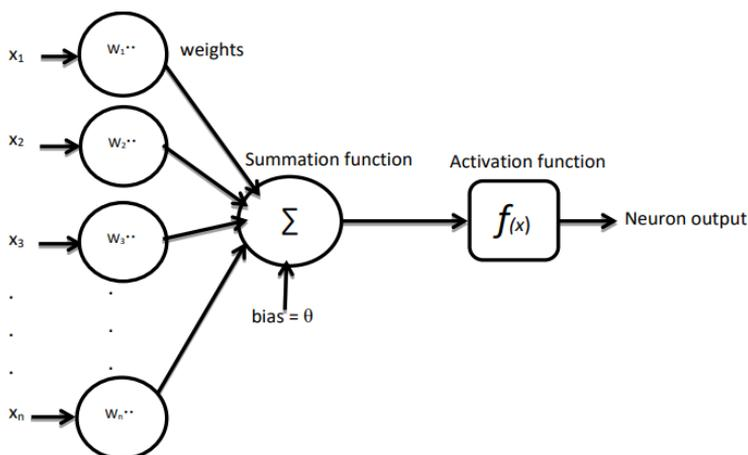 x₁ W₁.. weights
x₂ W₂..
Summation function Activation function
∑ f(x) Neuron output
x₃ W₃..
bias = θ
xₙ Wₙ..